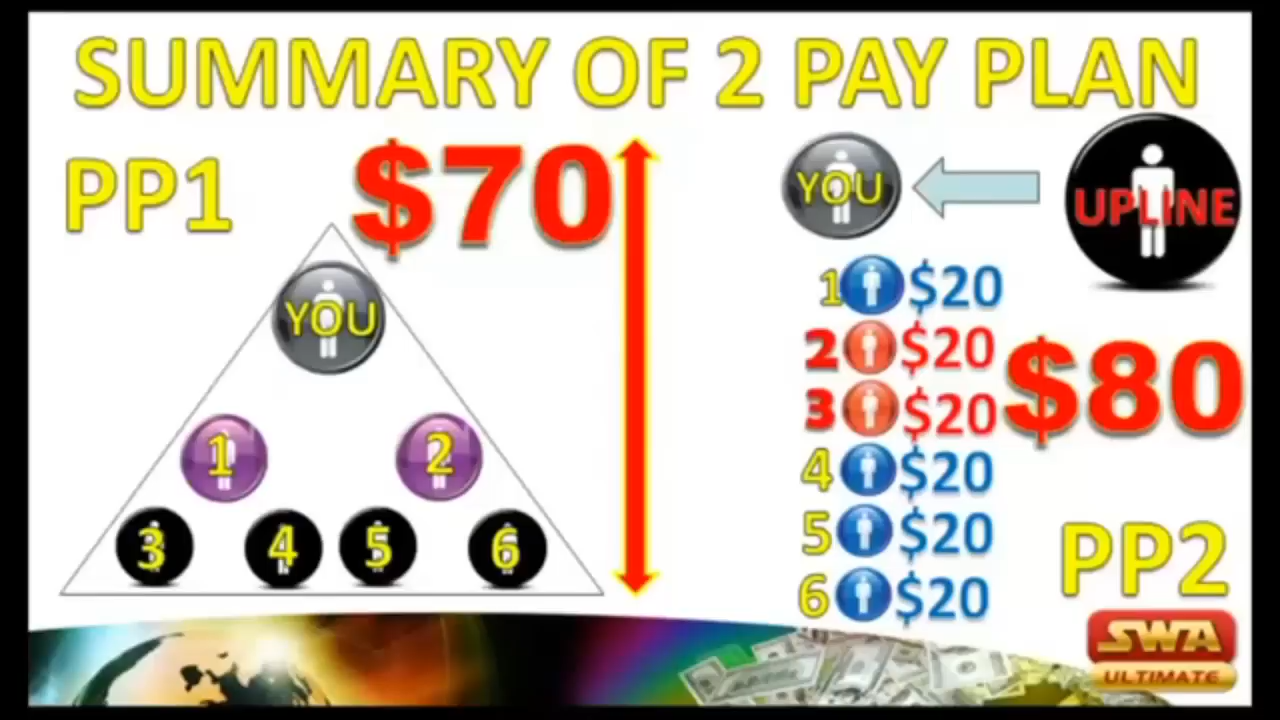 SUMMARY OF 2 PAY PLAN
PP1
$70
YOU
1 2
3 4 5 6
YOU
UPLINE
1 $20
2 $20
3 $20
4 $20
5 $20
6 $20
$80
PP2
SWA
ULTIMATE